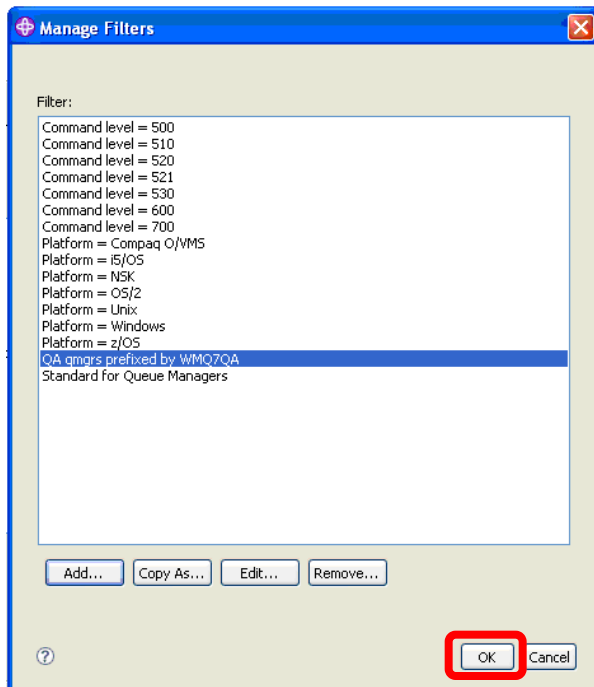 Manage Filters
Filter:
Command level = 500
Command level = 510
Command level = 520
Command level = 521
Command level = 530
Command level = 600
Command level = 700
Platform = Compaq O/VMS
Platform = i5/OS
Platform = NSK
Platform = OS/2
Platform = Unix
Platform = Windows
Platform = z/OS
QA qmgrs prefixed by WMQ7QA
Standard for Queue Managers
Add... Copy As... Edit... Remove...
? OK Cancel